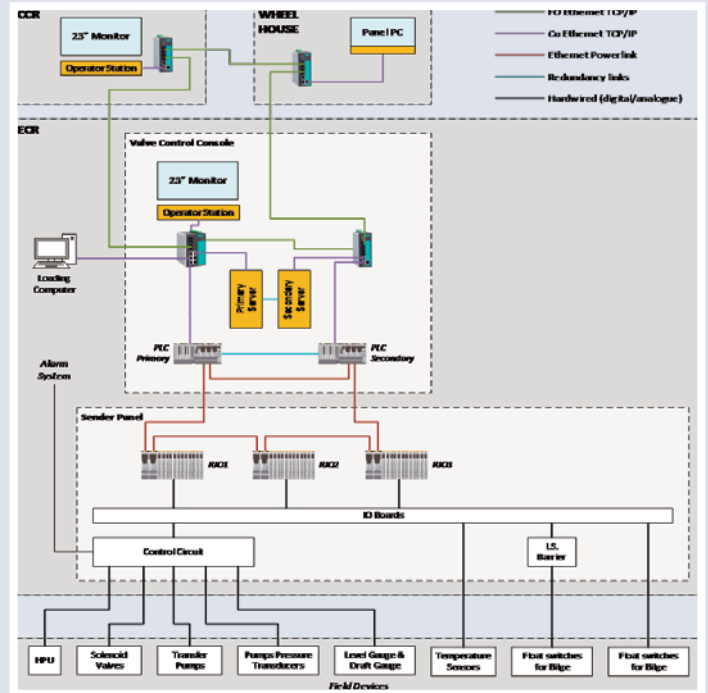 CCR
23" Monitor
Operator Station
WHEEL
HOUSE
Panel PC
FO Ethernet TCP/IP
Cu Ethernet TCP/IP
Ethernet Powerlink
Redundancy links
Hardwired (digital/analogue)
ECR
Valve Control Console
23" Monitor
Operator Station
Loading
Computer
Primary
Server
Secondary
Server
PLC
Primary
PLC
Secondary
Alarm
System
Sender Panel
RIO1
RIO2
RIO3
IO Boards
Control Circuit
I.S.
Barrier
HPU
Solenoid
Valves
Transfer
Pumps
Pumps Pressure
Transducers
Level Gauge &
Draft Gauge
Temperature
Sensors
Float switches
for Bilge
Float switches
for Bilge
Field Devices